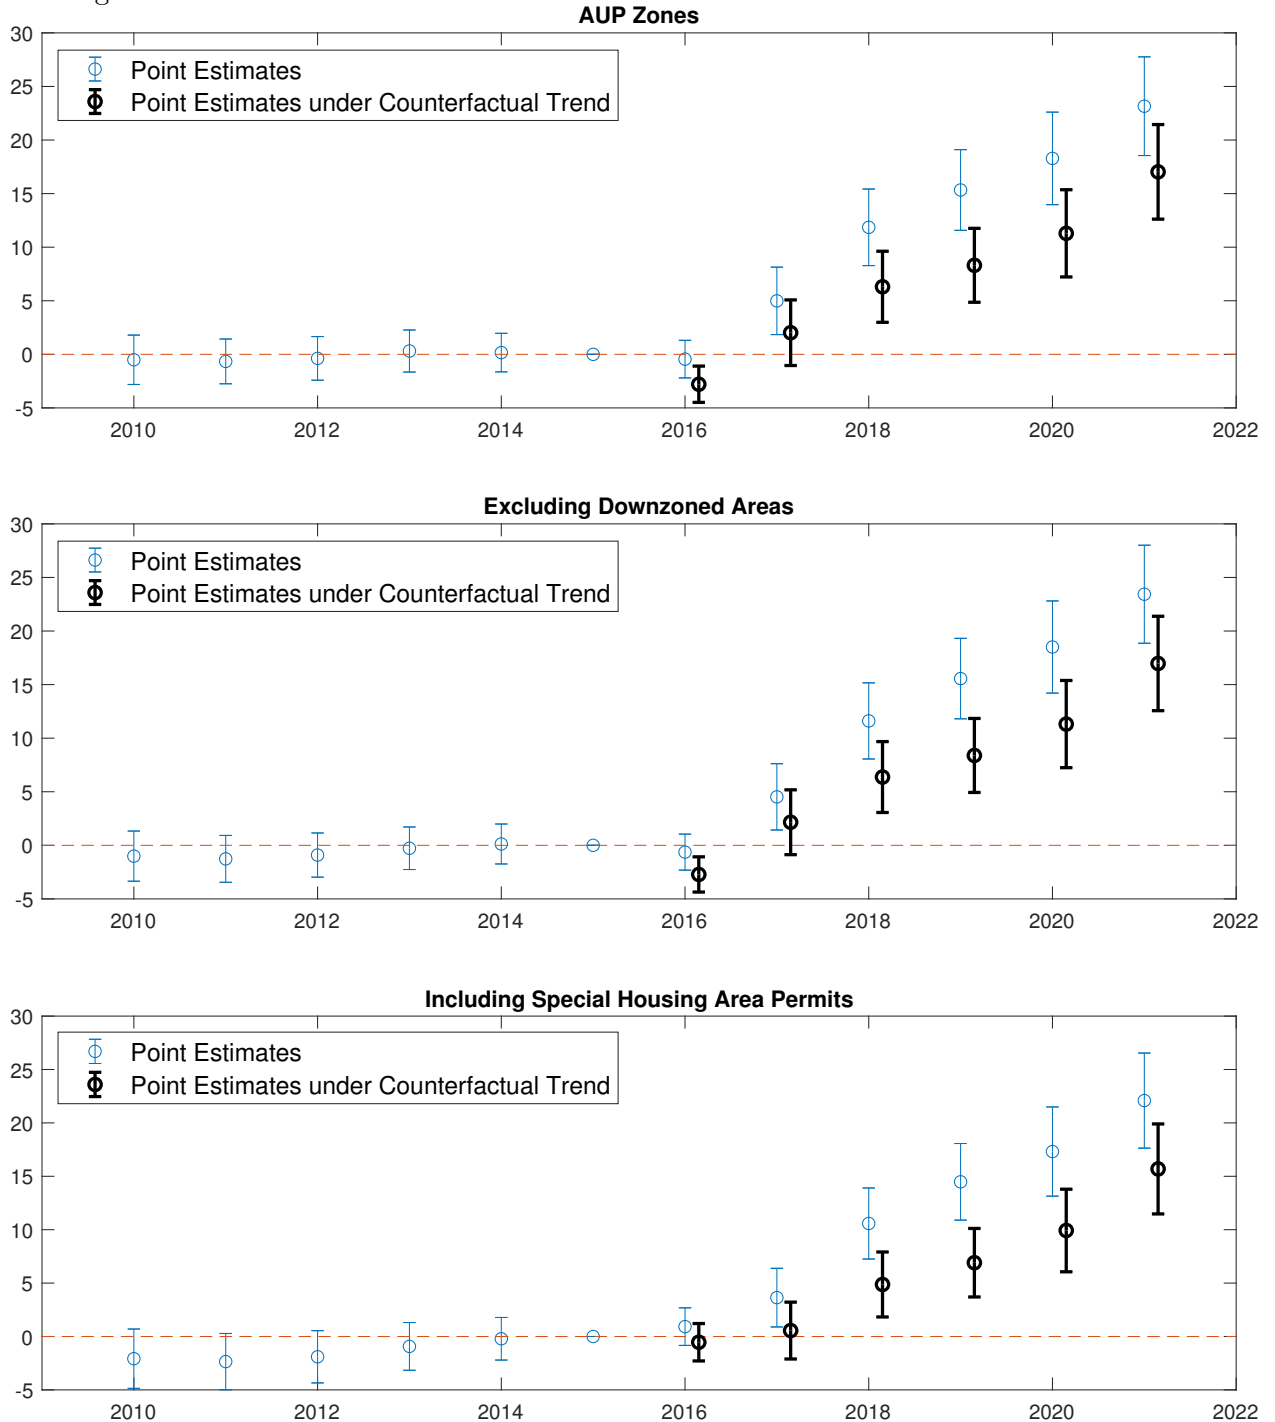 AUP Zones
30
25
20
15
10
5
0
-5
Point Estimates
Point Estimates under Counterfactual Trend
2010 2012 2014 2016 2018 2020 2022
Excluding Downzoned Areas
30
25
20
15
10
5
0
-5
Point Estimates
Point Estimates under Counterfactual Trend
2010 2012 2014 2016 2018 2020 2022
Including Special Housing Area Permits
30
25
20
15
10
5
0
-5
Point Estimates
Point Estimates under Counterfactual Trend
2010 2012 2014 2016 2018 2020 2022